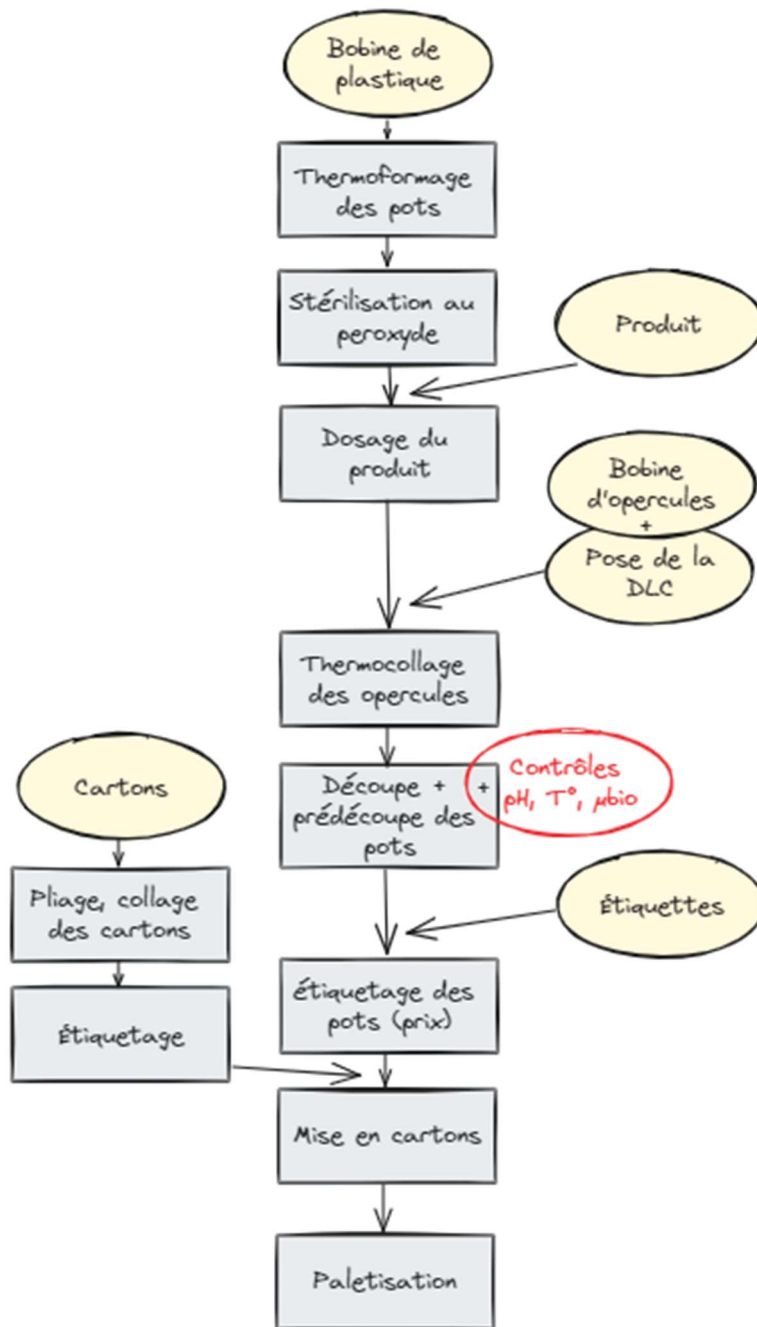 Bobine de
plastique
Thermoformage
des pots
Stérilisation au
peroxyde
Produit
Dosage du
produit
Bobine
d'opercules
+
Pose de la
DLC
Thermocollage
des opercules
Découpe +
prédécoupe des
pots
+
Contrôles
pH, T°, µbio
Cartons
Pliage, collage
des cartons
Étiquetage
Étiquettes
étiquetage des
pots (prix)
Mise en cartons
Paletisation